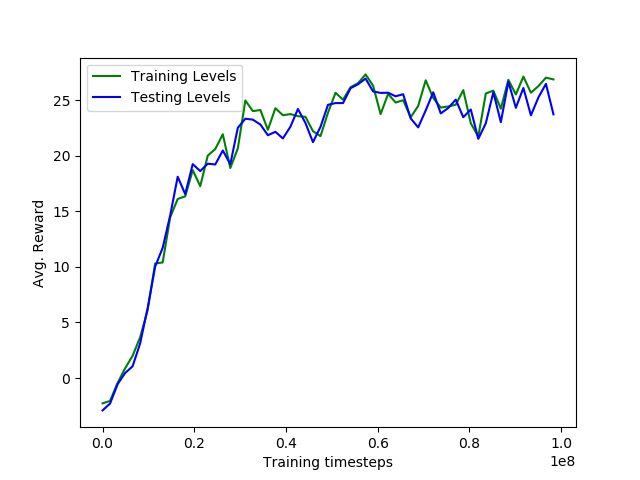 Training Levels
Testing Levels
25
20
15
10
5
0
Avg. Reward
0.0 0.2 0.4 0.6 0.8 1.0
Training timesteps
1e8